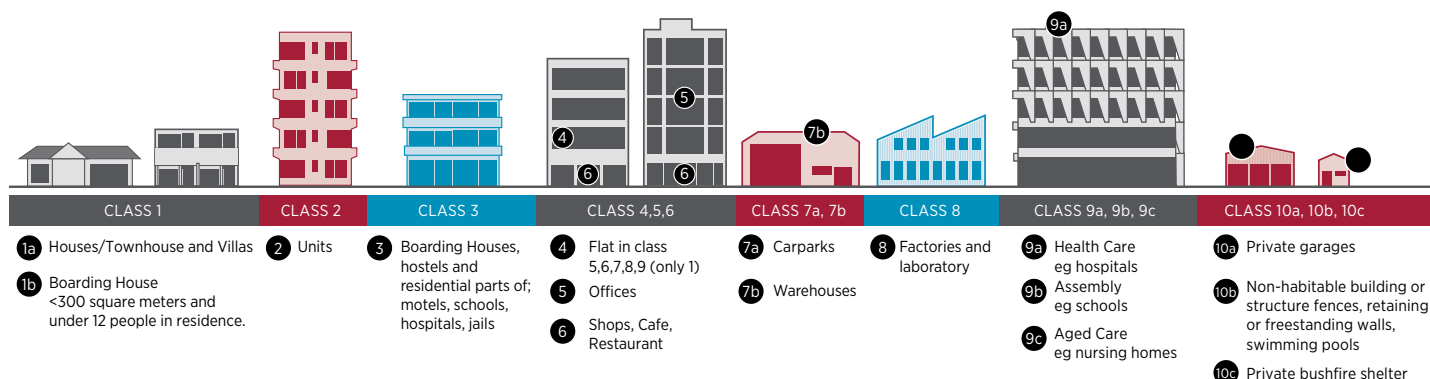 9a
5
4
7b
6
6
CLASS 1
CLASS 2
CLASS 3
CLASS 4,5,6
CLASS 7a, 7b
CLASS 8
CLASS 9a, 9b, 9c
CLASS 10a, 10b, 10c
1a Houses/Townhouse and Villas
1b Boarding House
<300 square meters and
under 12 people in residence.
2 Units
3 Boarding Houses,
hostels and
residential parts of;
motels, schools,
hospitals, jails
4 Flat in class
5,6,7,8,9 (only 1)
5 Offices
6 Shops, Cafe,
Restaurant
7a Carparks
7b Warehouses
8 Factories and
laboratory
9a Health Care
eg hospitals
9b Assembly
eg schools
9c Aged Care
eg nursing homes
10a Private garages
10b Non-habitable building or
structure fences, retaining
or freestanding walls,
swimming pools
10c Private bushfire shelter